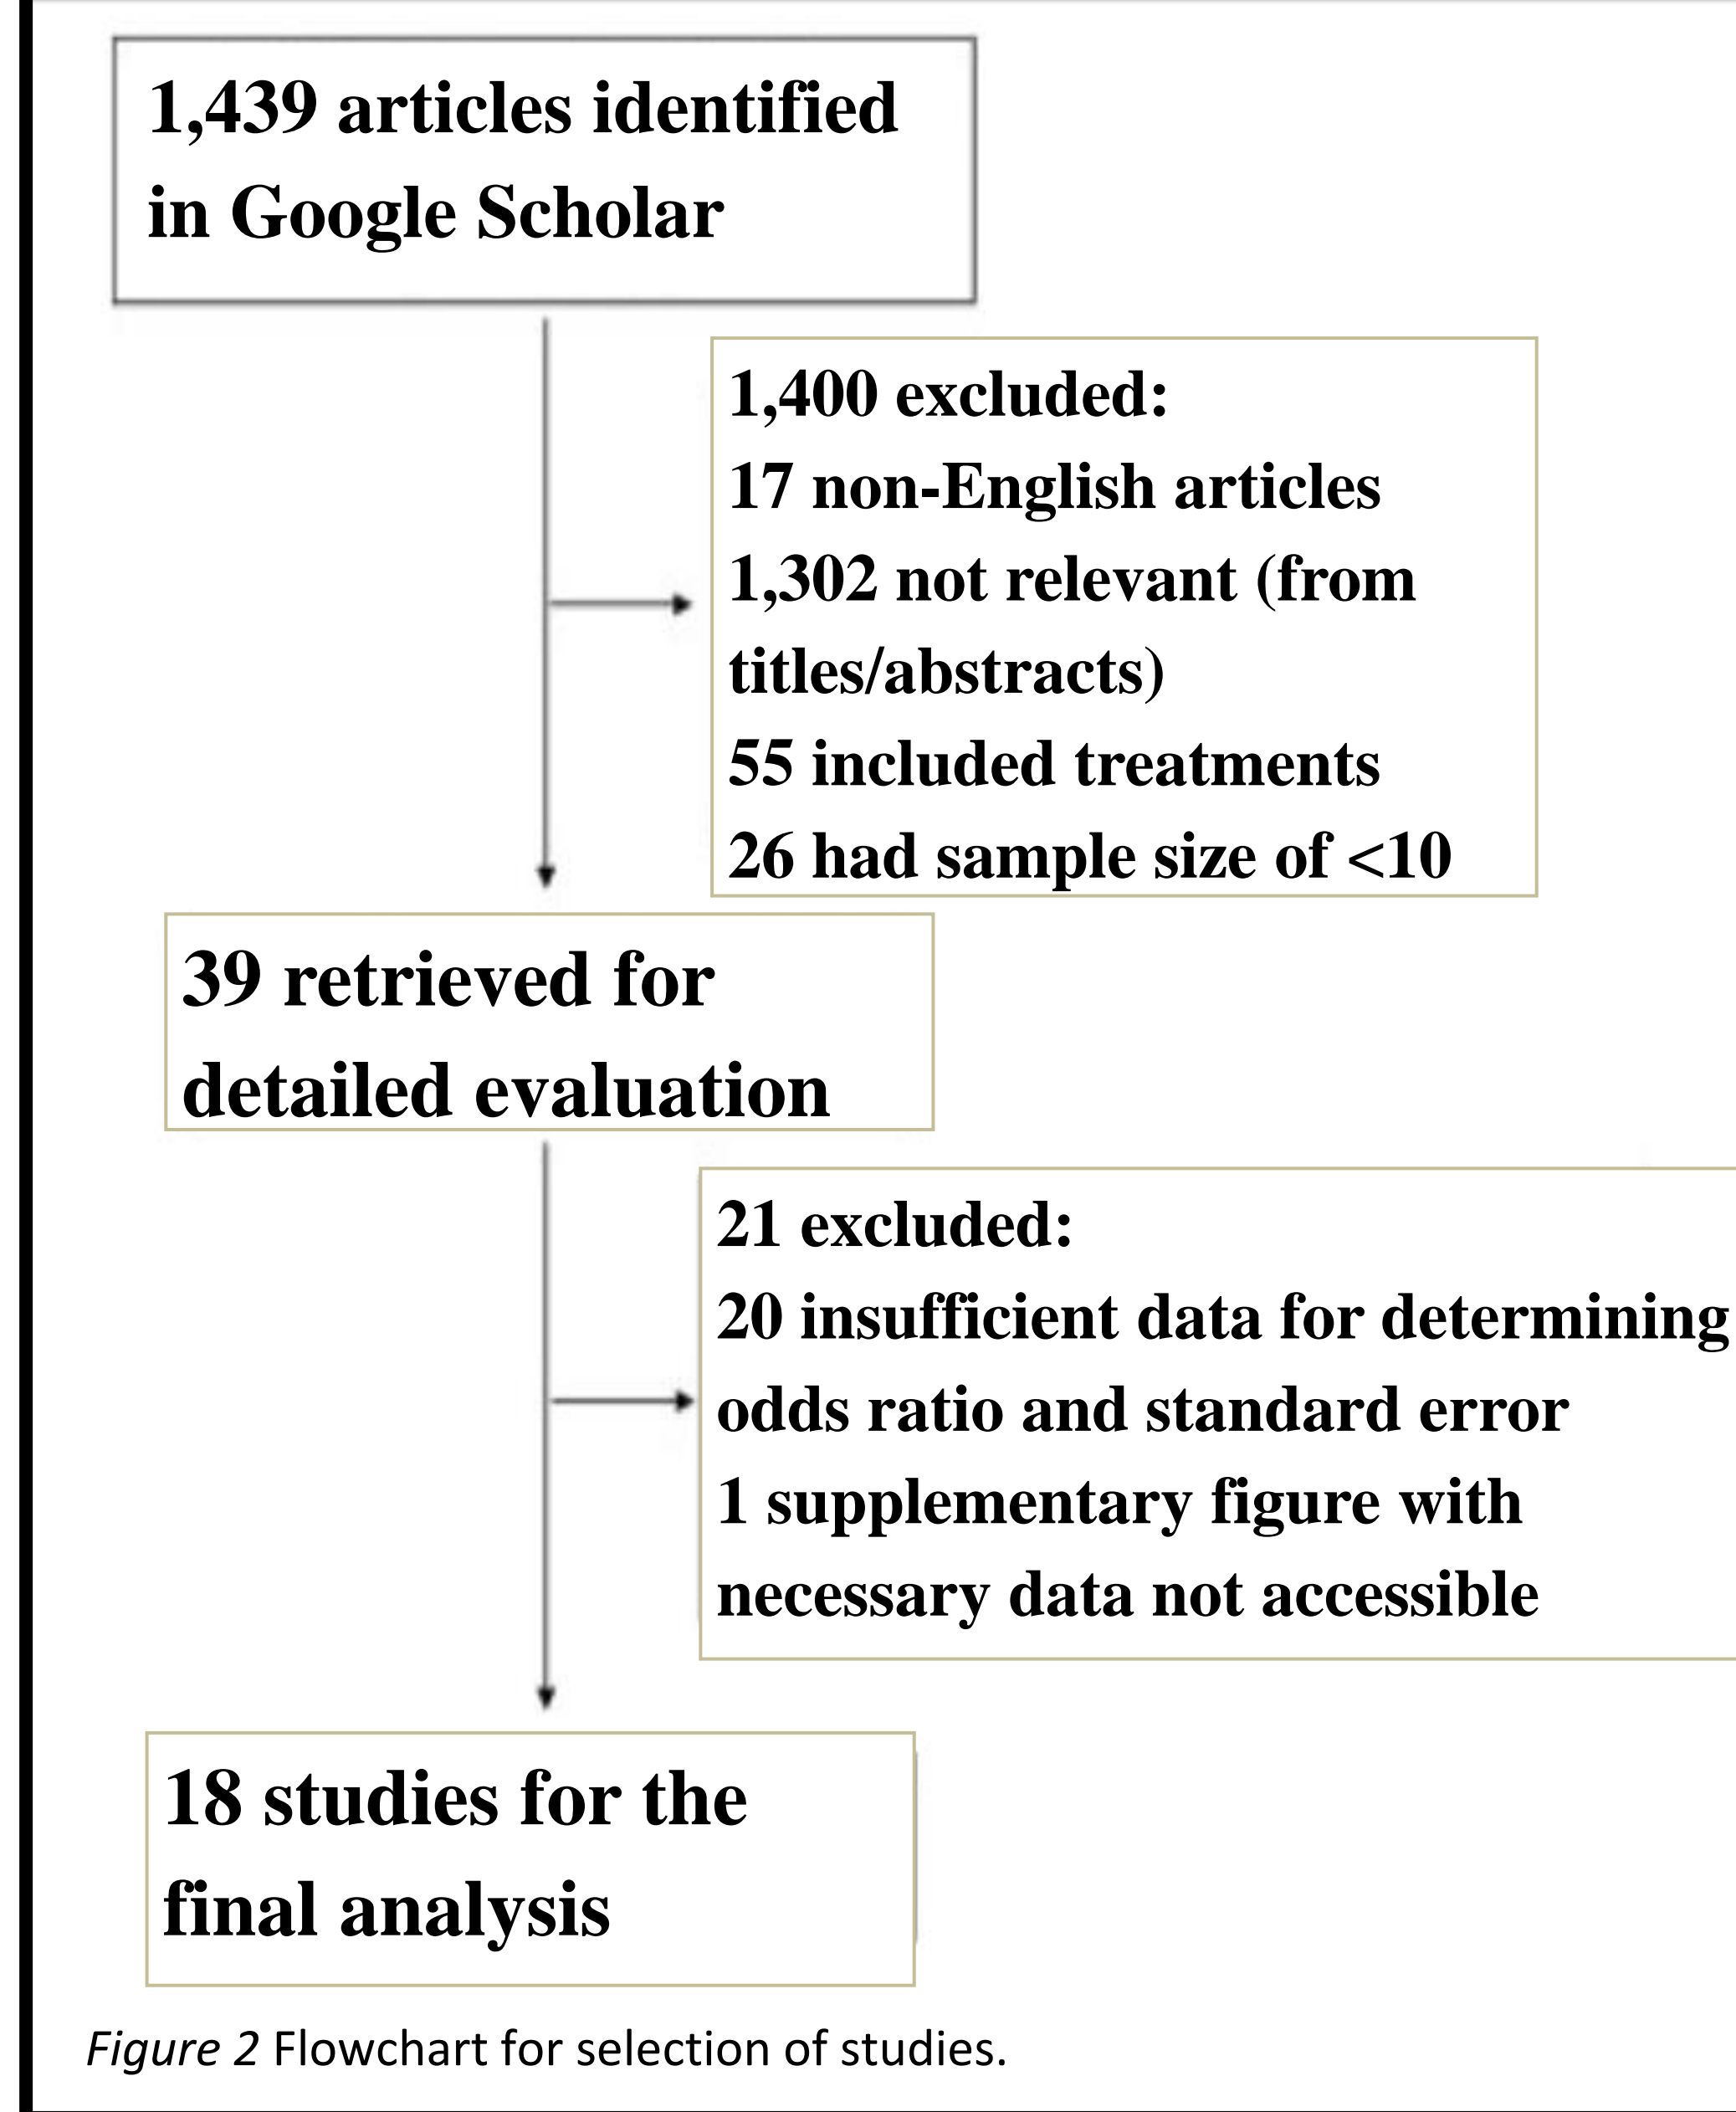 1,439 articles identified
in Google Scholar
1,400 excluded:
17 non-English articles
1,302 not relevant (from
titles/abstracts)
55 included treatments
26 had sample size of <10
39 retrieved for
detailed evaluation
21 excluded:
20 insufficient data for determining
odds ratio and standard error
1 supplementary figure with
necessary data not accessible
18 studies for the
final analysis
Figure 2 Flowchart for selection of studies.